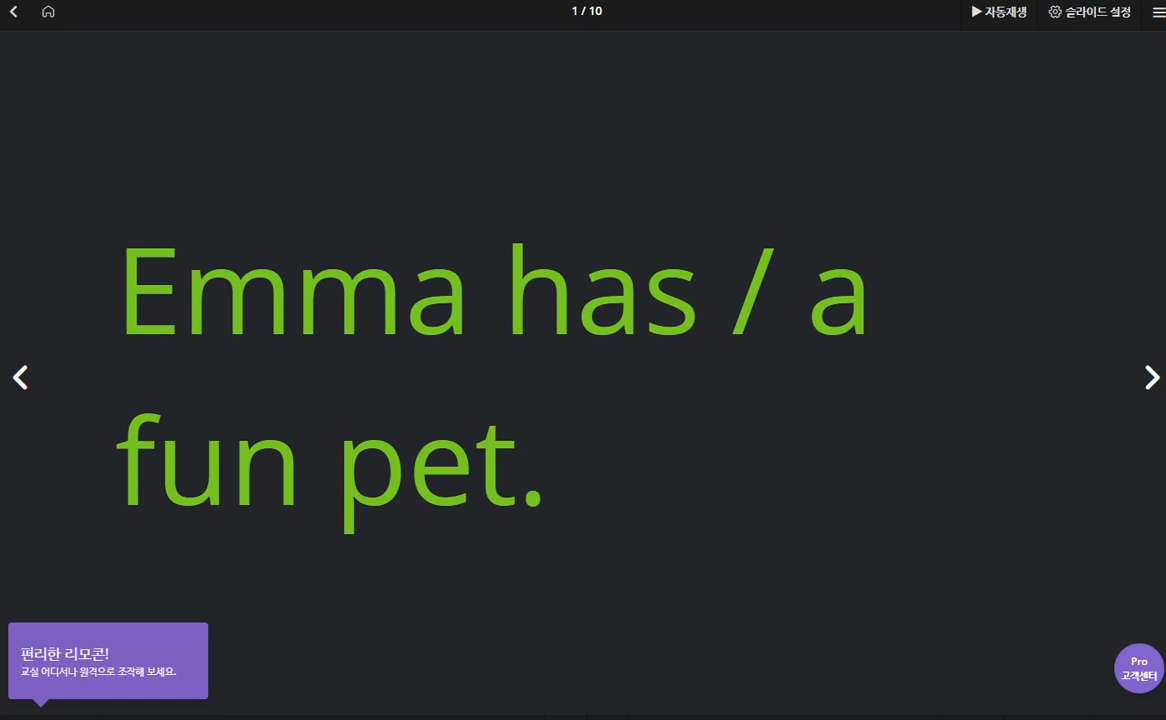 1 / 10
자동재생
슬라이드 설정
Emma has / a
fun pet.
편리한 리모콘!
교실 어디서나 원격으로 조작해 보세요.
Pro
고객센터